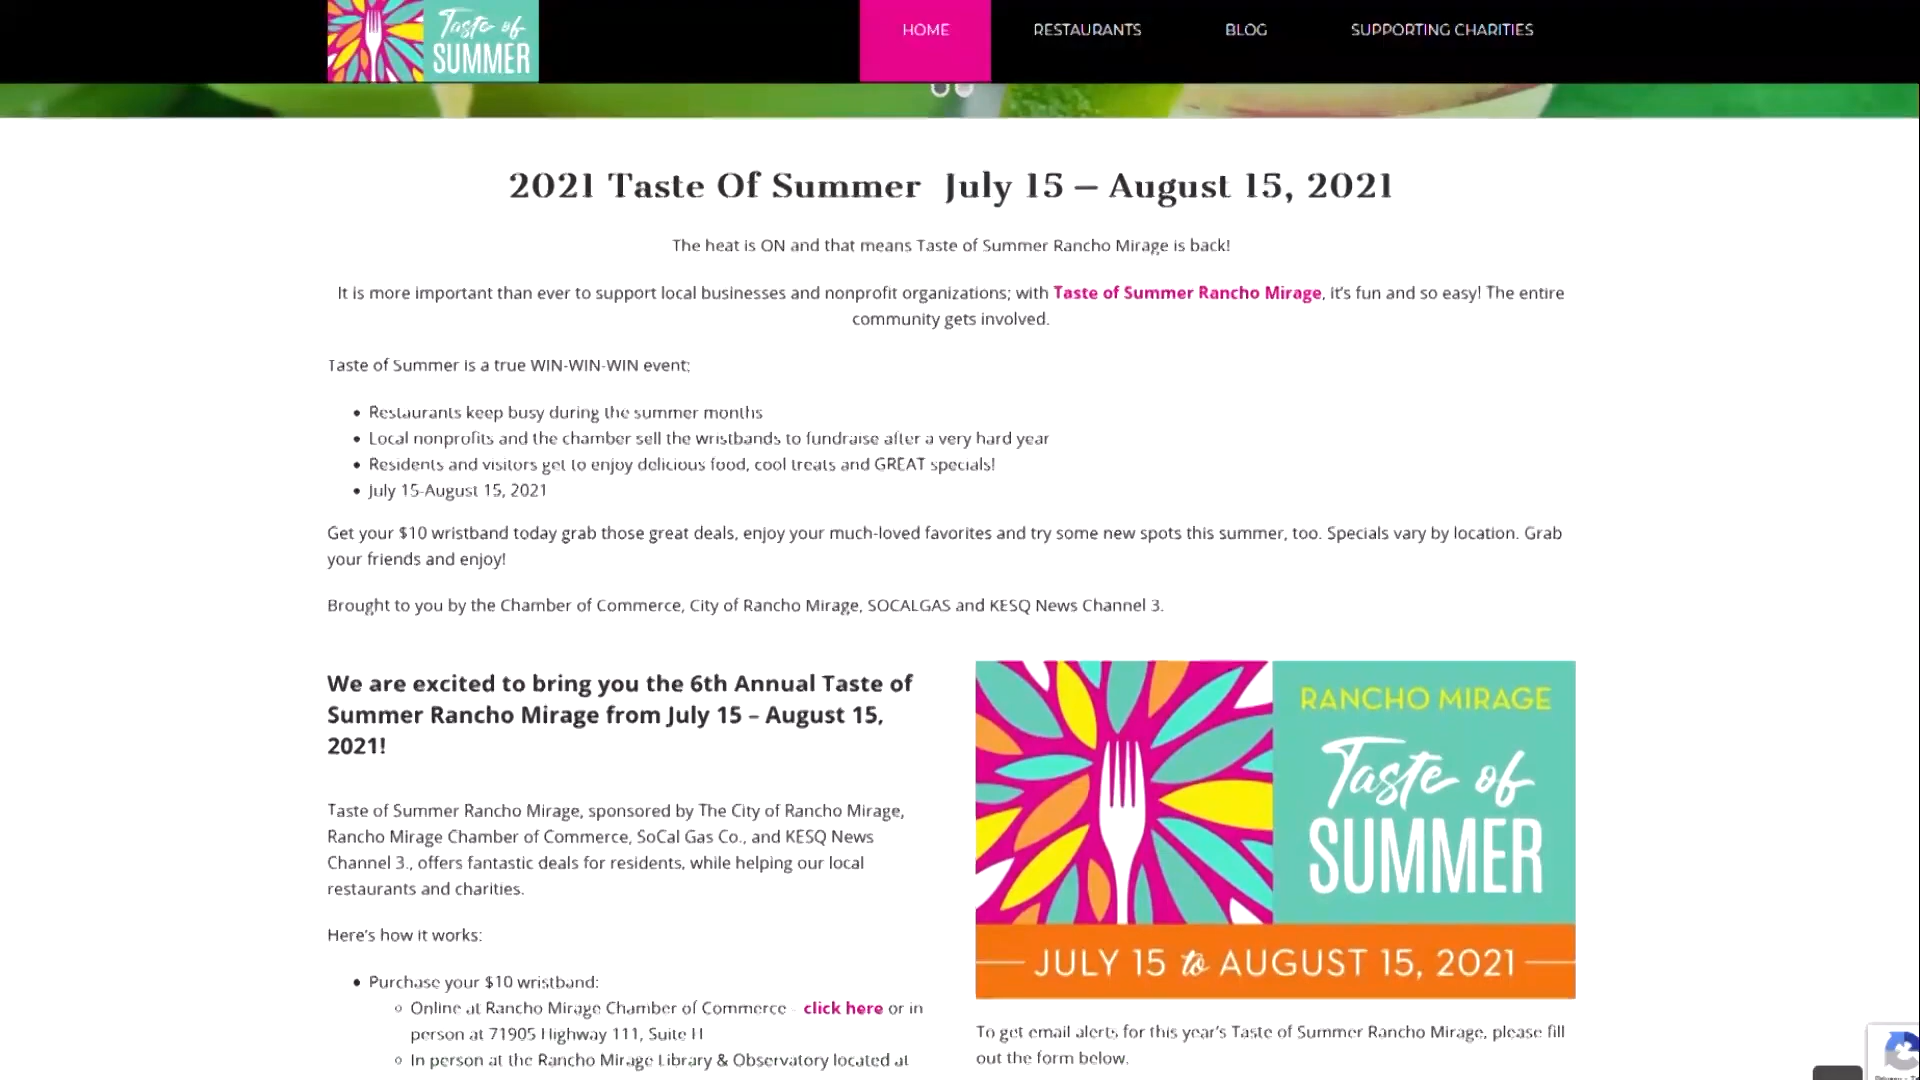 Taste of
SUMMER
HOME
RESTAURANTS
BLOG
SUPPORTING CHARITIES
2021 Taste Of Summer July 15 – August 15, 2021
The heat is ON and that means Taste of Summer Rancho Mirage is back!
It is more important than ever to support local businesses and nonprofit organizations; with Taste of Summer Rancho Mirage, it's fun and so easy! The entire
community gets involved.
Taste of Summer is a true WIN-WIN-WIN event;
• Restaurants keep busy during the summer months
• Local nonprofits and the chamber sell the wristbands to fundraise after a very hard year
• Residents and visitors get to enjoy delicious food, cool treats and GREAT specials!
• July 15-August 15, 2021
Get your $10 wristband today grab those great deals, enjoy your much-loved favorites and try some new spots this summer, too. Specials vary by location. Grab
your friends and enjoy!
Brought to you by the Chamber of Commerce, City of Rancho Mirage, SOCALGAS and KESQ News Channel 3.
We are excited to bring you the 6th Annual Taste of
Summer Rancho Mirage from July 15 – August 15,
2021!
Taste of Summer Rancho Mirage, sponsored by The City of Rancho Mirage,
Rancho Mirage Chamber of Commerce, SoCal Gas Co., and KESQ News
Channel 3., offers fantastic deals for residents, while helping our local
restaurants and charities.
Here's how it works:
• Purchase your $10 wristband:
◦ Online at Rancho Mirage Chamber of Commerce - click here or in
person at 71905 Highway 111, Suite H
◦ In person at the Rancho Mirage Library & Observatory located at
RANCHO MIRAGE
Taste of
SUMMER
JULY 15 to AUGUST 15, 2021
To get email alerts for this year's Taste of Summer Rancho Mirage, please fill
out the form below.